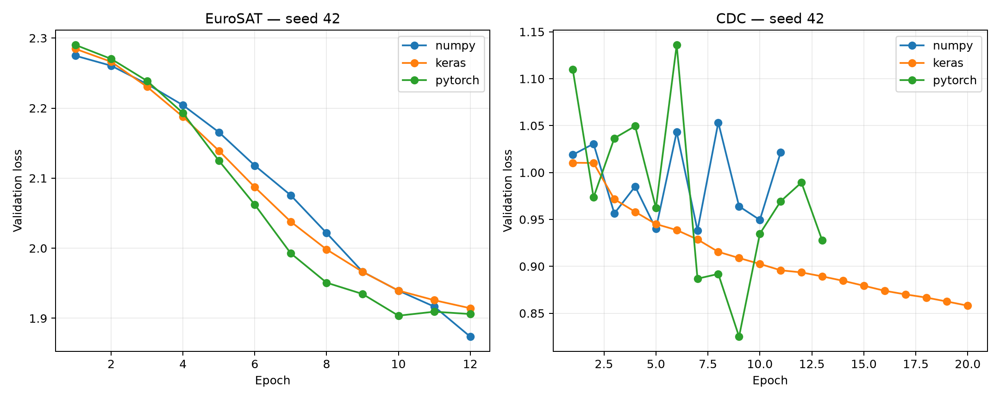 EuroSAT — seed 42
2.3
2.2
2.1
2.0
1.9
Validation loss
2
4
6
8
10
12
Epoch
numpy
keras
pytorch
CDC — seed 42
1.15
1.10
1.05
1.00
0.95
0.90
0.85
Validation loss
2.5
5.0
7.5
10.0
12.5
15.0
17.5
20.0
Epoch
numpy
keras
pytorch